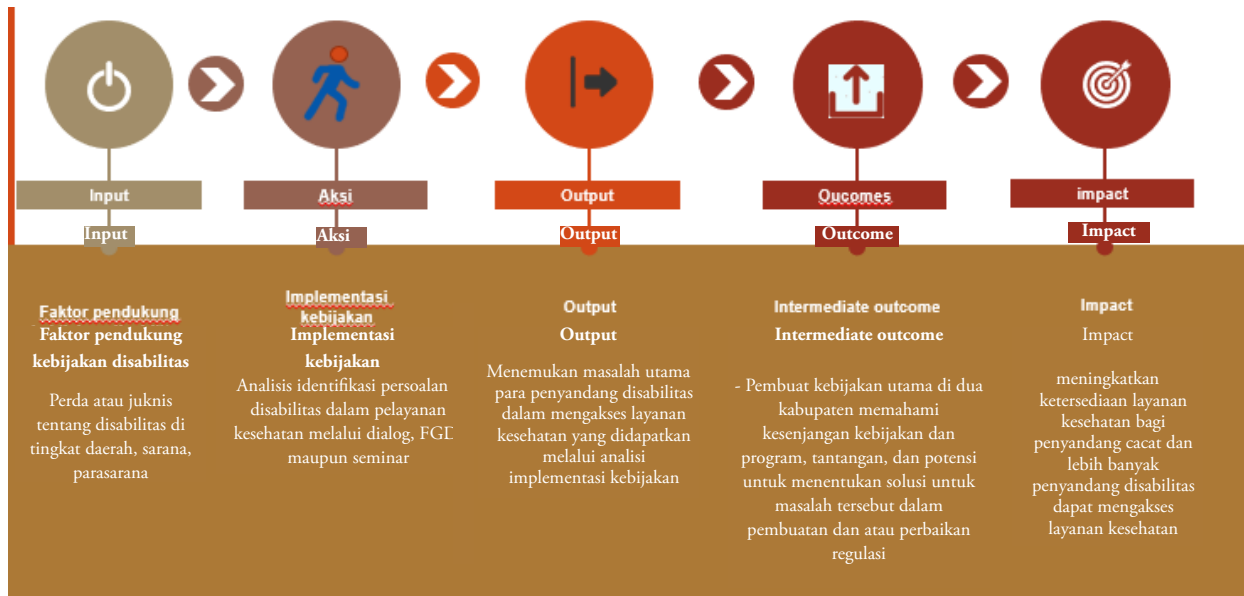 Input
Aksi
Output
Oucomes
impact
Input
Aksi
Output
Outcome
Impact
Faktor pendukung
Faktor pendukung
kebijakan disabilitas
Perda atau juknis
tentang disabilitas di
tingkat daerah, sarana,
parasarana
Implementasi
kebijakan
Implementasi
kebijakan
Analisis identifikasi persoalan
disabilitas dalam pelayanan
kesehatan melalui dialog, FGD
maupun seminar
Output
Output
Menemukan masalah utama
para penyandang disabilitas
dalam mengakses layanan
kesehatan yang didapatkan
melalui analisi
implementasi kebijakan
Intermediate outcome
Intermediate outcome
- Pembuat kebijakan utama di dua
kabupaten memahami
kesenjangan kebijakan dan
program, tantangan, dan potensi
untuk menentukan solusi untuk
masalah tersebut dalam
pembuatan dan atau perbaikan
regulasi
Impact
Impact
meningkatkan
ketersediaan layanan
kesehatan bagi
penyandang cacat dan
lebih banyak
penyandang disabilitas
dapat mengakses
layanan kesehatan